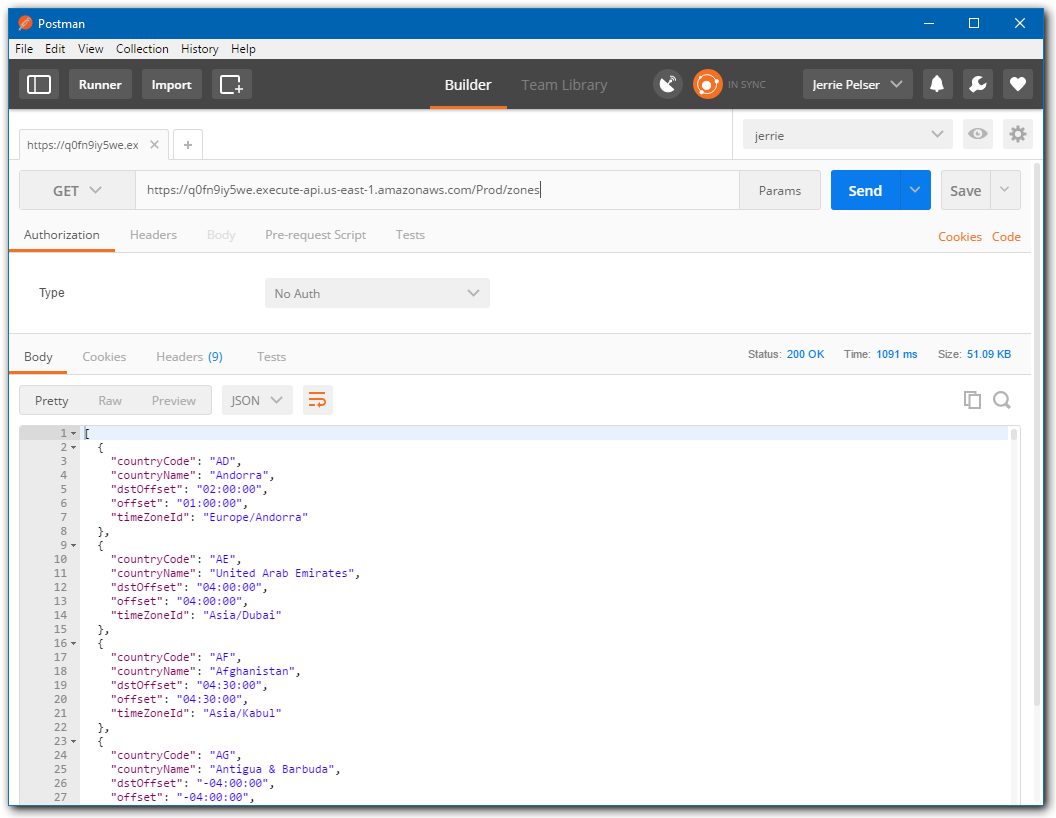 Postman
File Edit View Collection History Help
Runner Import Builder Team Library IN SYNC Jerrie Pelser
https://q0fn9iy5we.ex
jerrie
GET https://q0fn9iy5we.execute-api.us-east-1.amazonaws.com/Prod/zones Params Send Save
Authorization Headers Body Pre-request Script Tests Cookies Code
Type No Auth
Body Cookies Headers (9) Tests Status: 200 OK Time: 1091 ms Size: 51.09 KB
Pretty Raw Preview JSON
1 [
2 {
3 "countryCode": "AD",
4 "countryName": "Andorra",
5 "dstOffset": "02:00:00",
6 "offset": "01:00:00",
7 "timeZoneId": "Europe/Andorra"
8 },
9 {
10 "countryCode": "AE",
11 "countryName": "United Arab Emirates",
12 "dstOffset": "04:00:00",
13 "offset": "04:00:00",
14 "timeZoneId": "Asia/Dubai"
15 },
16 {
17 "countryCode": "AF",
18 "countryName": "Afghanistan",
19 "dstOffset": "04:30:00",
20 "offset": "04:30:00",
21 "timeZoneId": "Asia/Kabul"
22 },
23 {
24 "countryCode": "AG",
25 "countryName": "Antigua & Barbuda",
26 "dstOffset": "-04:00:00",
27 "offset": "-04:00:00",